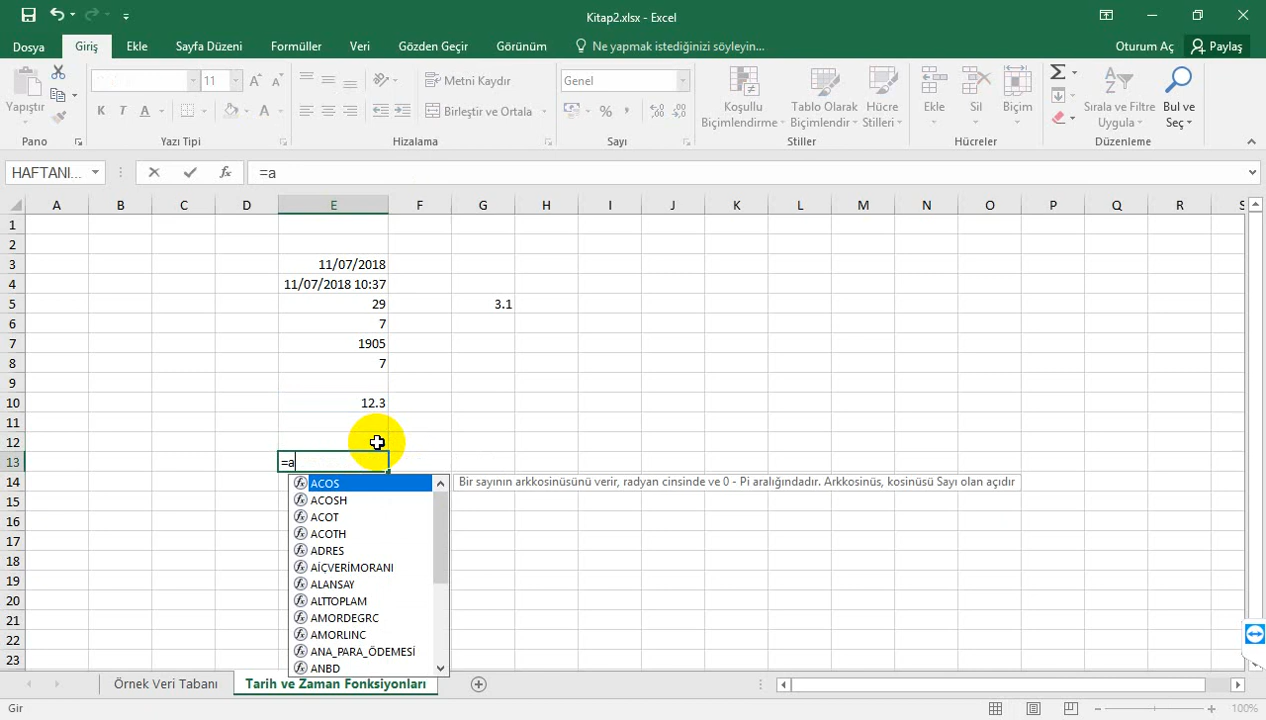 Kitap2.xlsx - Excel
Dosya Giriş Ekle Sayfa Düzeni Formüller Veri Gözden Geçir Görünüm Ne yapmak istediğinizi söyleyin... Oturum Aç Paylaş
Yapıştır
11
K T A
A A
Metni Kaydır
Birleştir ve Ortala
Genel
%
Koşullu Biçimlendirme
Tablo Olarak Biçimlendir
Hücre Stilleri
Ekle Sil Biçim
Sırala ve Filtre Uygula
Bul ve Seç
Pano Yazı Tipi Hizalama Sayı Stiller Hücreler Düzenleme
HAFTANI... fx =a
A B C D E F G H I J K L M N O P Q R S
1
2
3 11/07/2018
4 11/07/2018 10:37
5 29 3.1
6 7
7 1905
8 7
9
10 12.3
11
12
13 =a
14 ACOS Bir sayının arkkosinüsünü verir, radyan cinsinde ve 0 - Pi aralığındadır. Arkkosinüs, kosinüsü Sayı olan açıdır
15 ACOSH
16 ACOT
17 ACOTH
18 ADRES
AİÇVERİMORANI
19 ALANSAY
20 ALTTOPLAM
21 AMORDEGRC
22 AMORLINC
ANA_PARA_ÖDEMESİ
23 ANBD
Örnek Veri Tabanı Tarih ve Zaman Fonksiyonları
Gir 100%